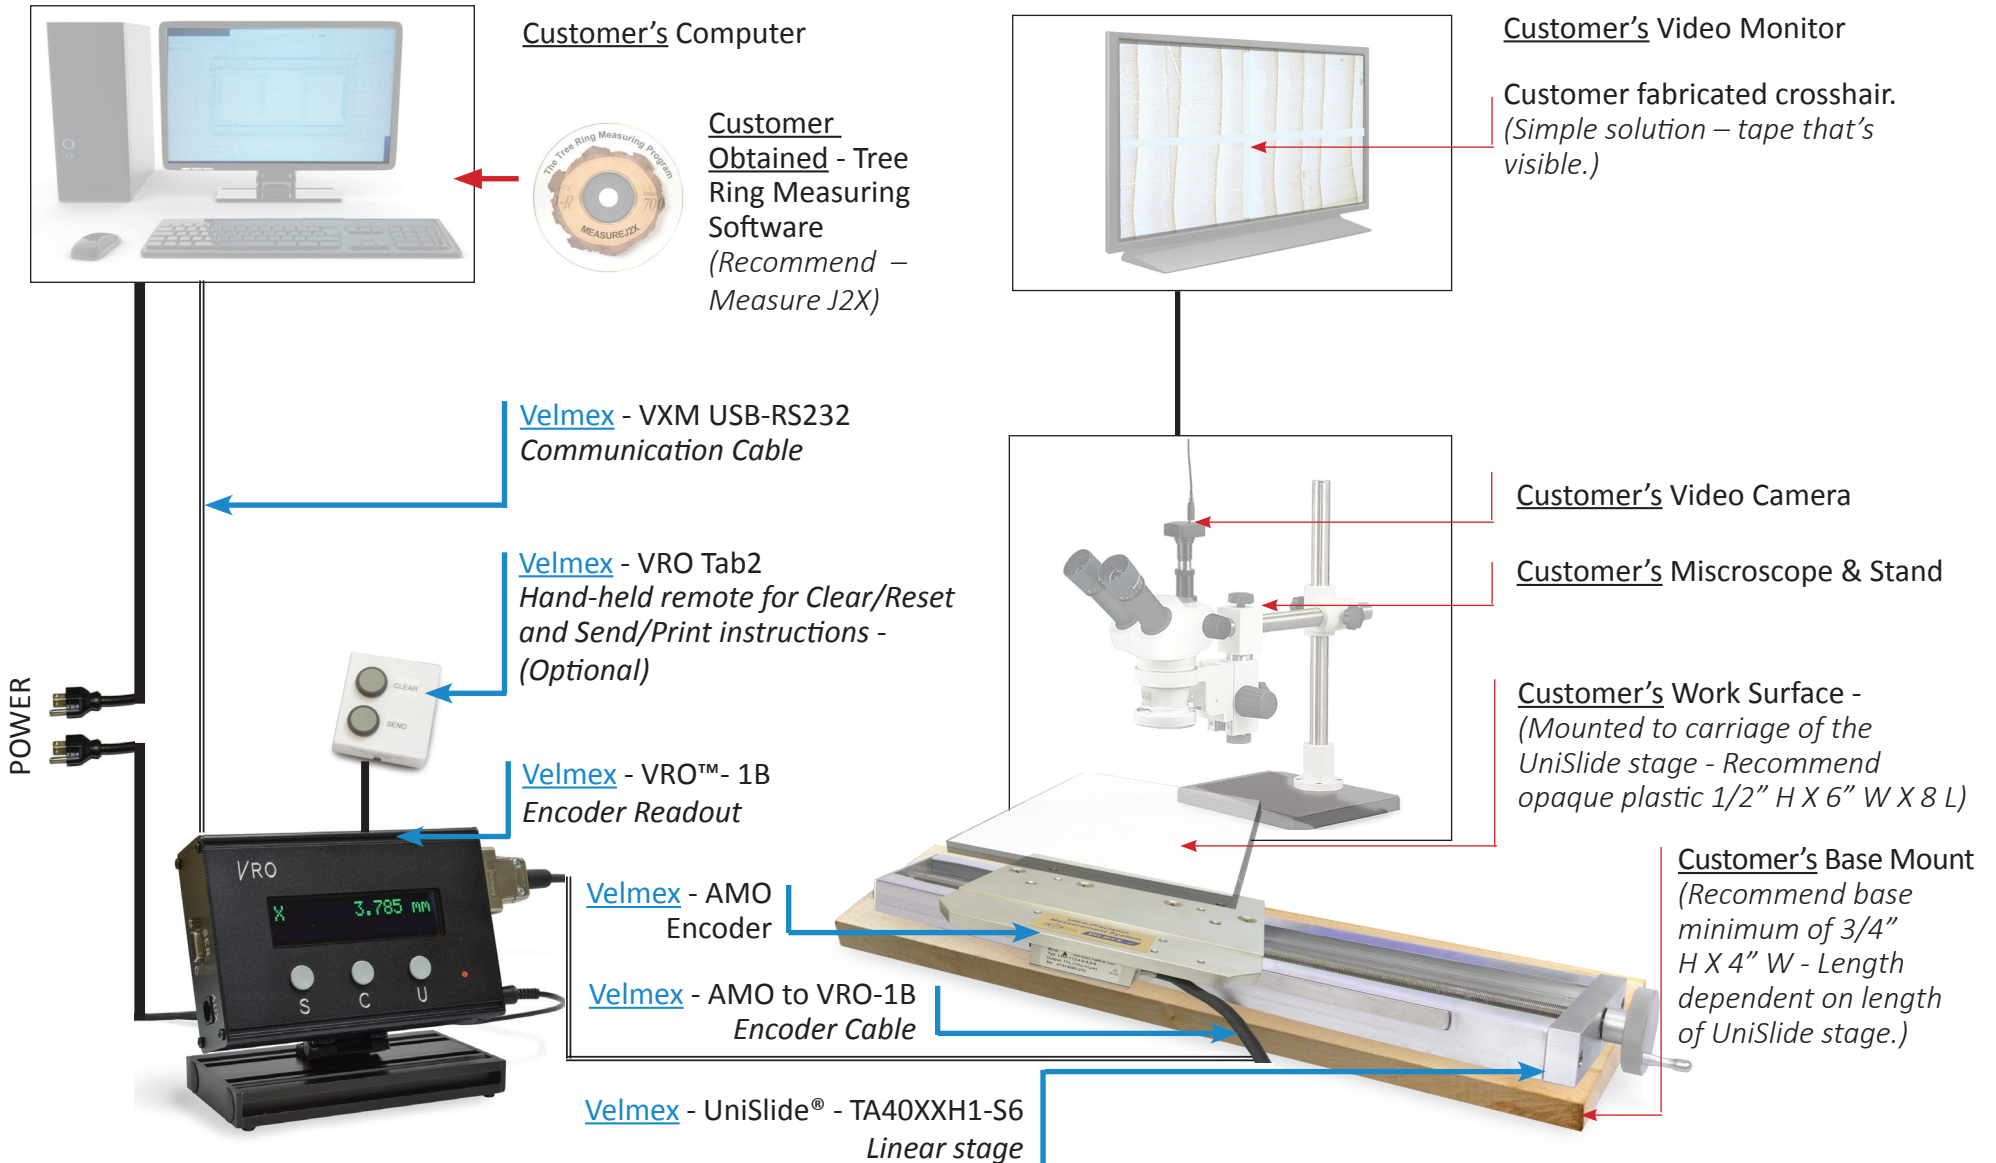 Customer's Computer
The Tree Ring Measuring Program
MEASUREJ2X
Customer
Obtained - Tree
Ring Measuring
Software
(Recommend –
Measure J2X)
Customer's Video Monitor
Customer fabricated crosshair.
(Simple solution – tape that's
visible.)
Velmex - VXM USB-RS232
Communication Cable
Velmex - VRO Tab2
Hand-held remote for Clear/Reset
and Send/Print instructions -
(Optional)
CLEAR
SEND
POWER
Velmex - VRO™- 1B
Encoder Readout
VRO
X 3.785 mm
S C U
Customer's Video Camera
Customer's Miscroscope & Stand
Customer's Work Surface -
(Mounted to carriage of the
UniSlide stage - Recommend
opaque plastic 1/2" H X 6" W X 8 L)
Customer's Base Mount
(Recommend base
minimum of 3/4"
H X 4" W - Length
dependent on length
of UniSlide stage.)
Velmex - AMO
Encoder
Velmex - AMO to VRO-1B
Encoder Cable
Velmex - UniSlide® - TA40XXH1-S6
Linear stage